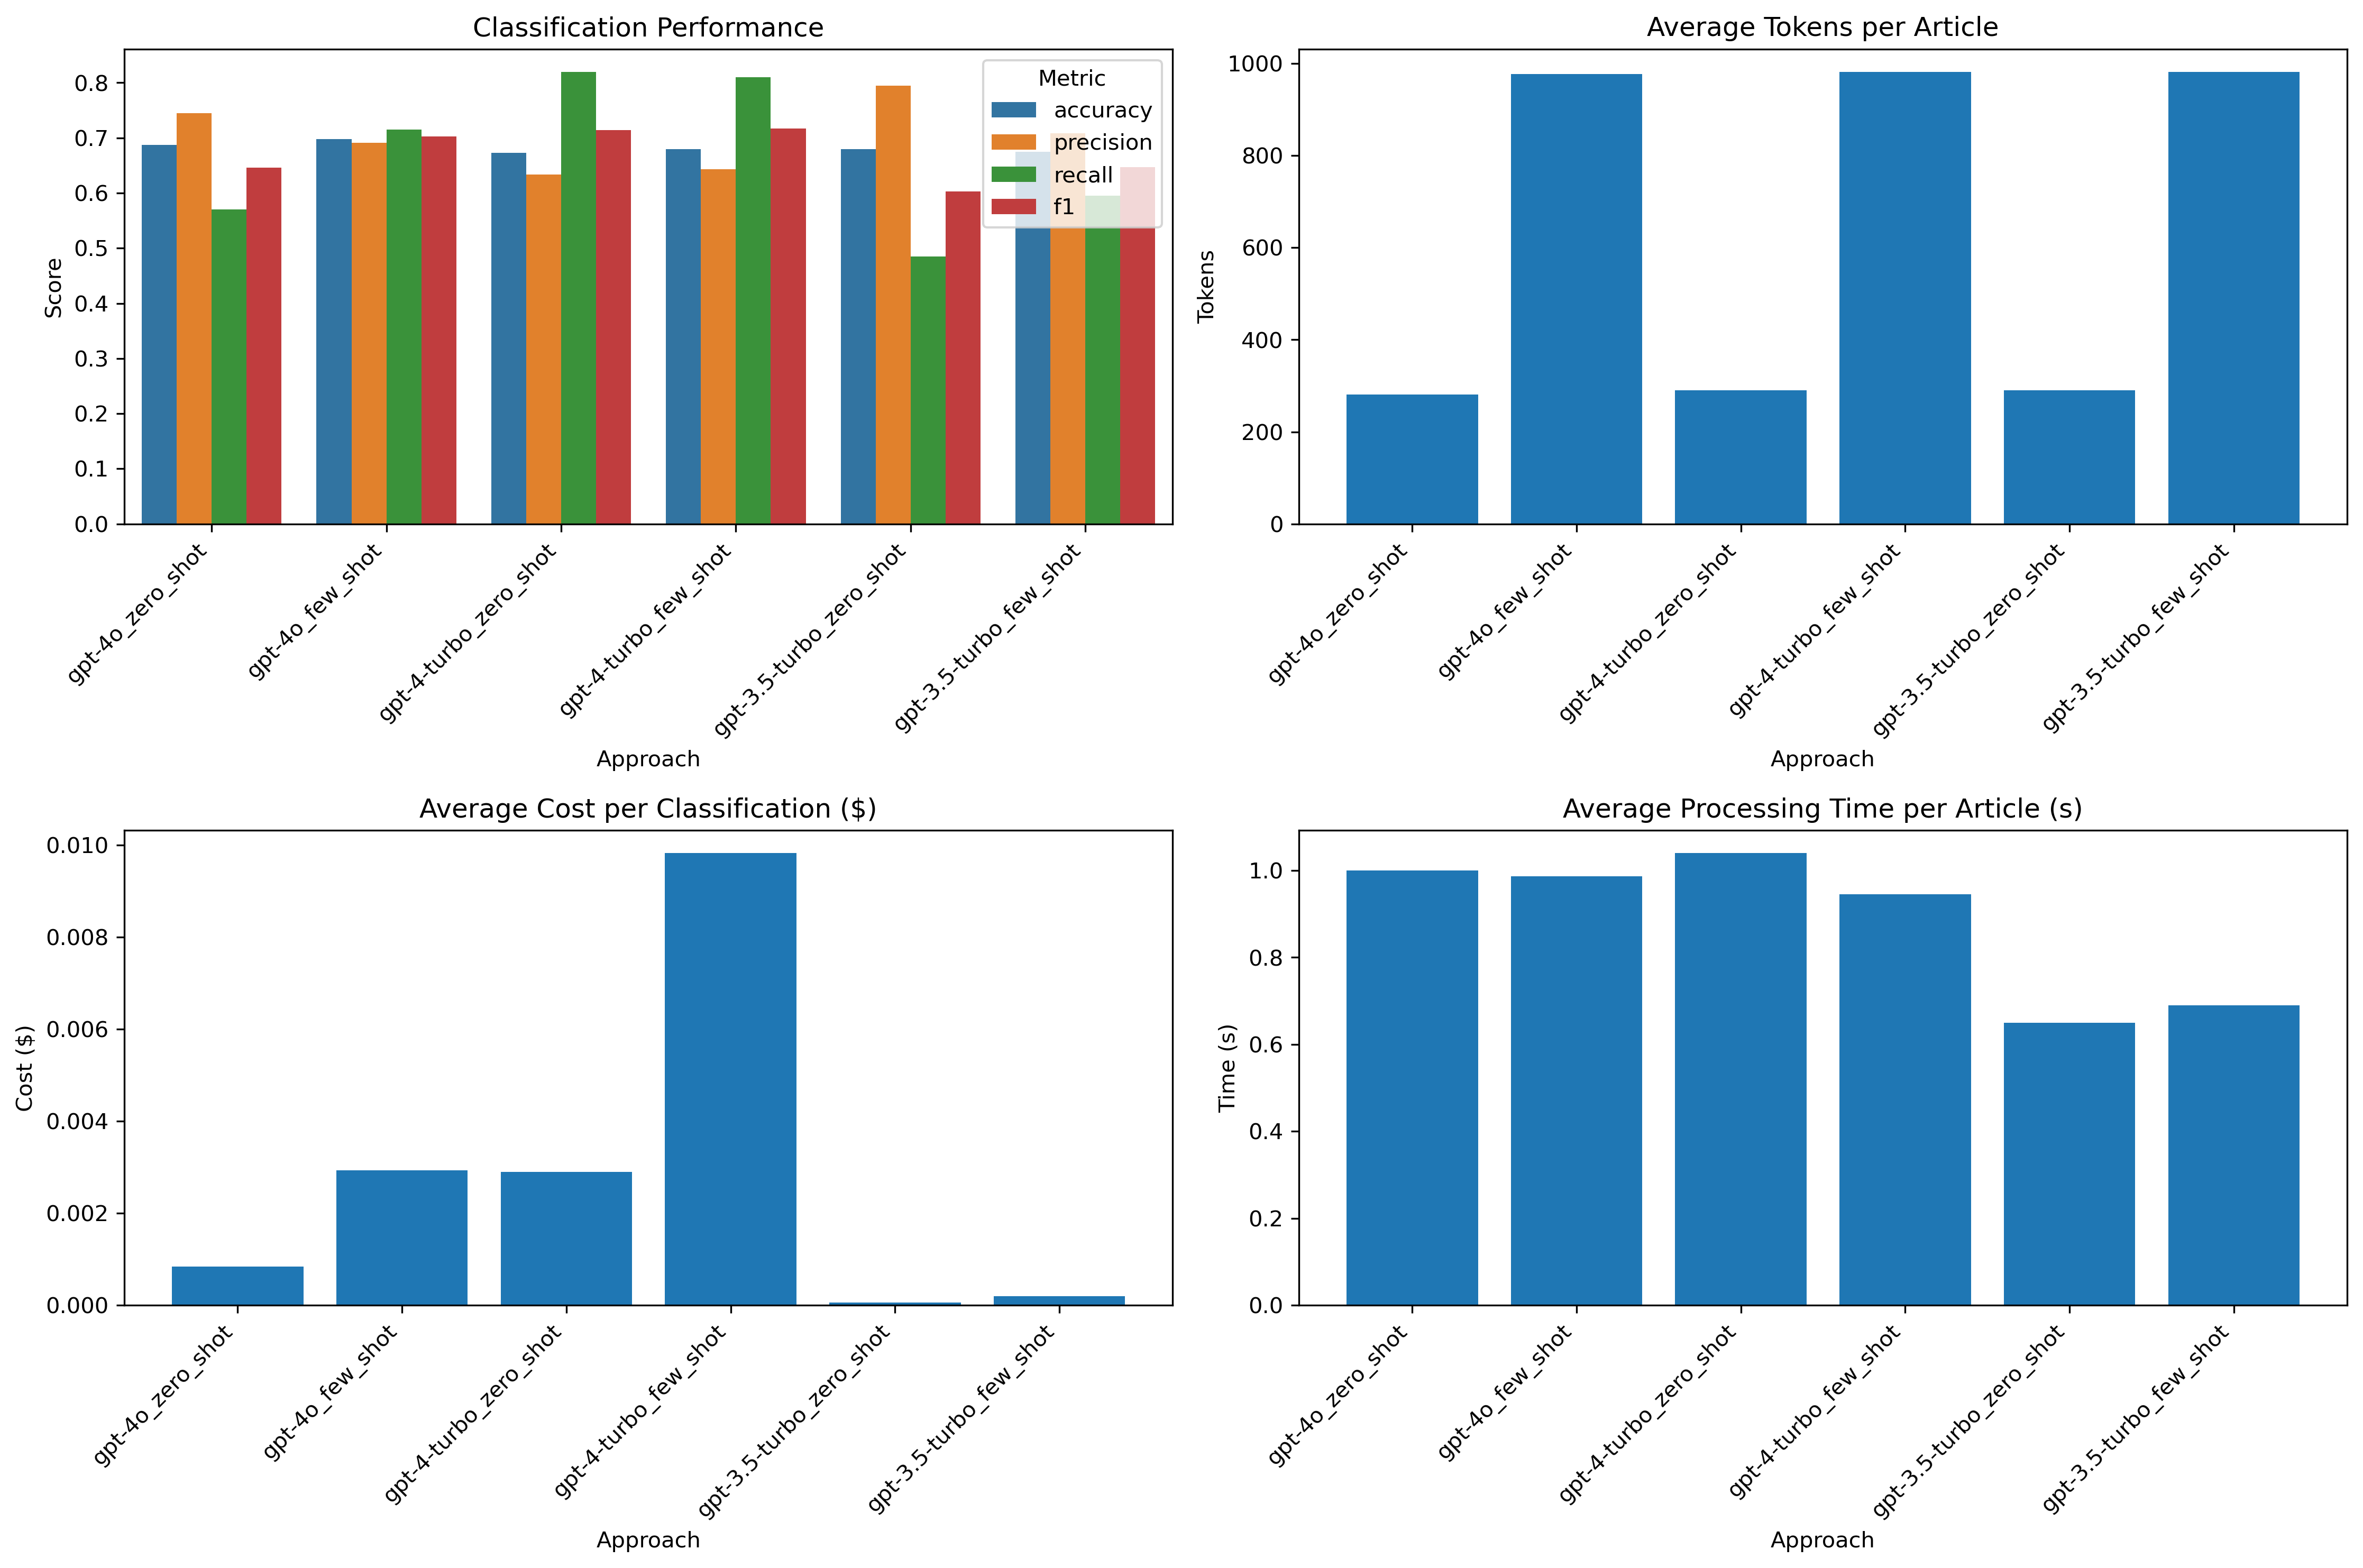 Classification Performance
Score
0.8
0.7
0.6
0.5
0.4
0.3
0.2
0.1
0.0
Metric
accuracy
precision
recall
f1
gpt-4o_zero_shot
gpt-4o_few_shot
gpt-4-turbo_zero_shot
gpt-4-turbo_few_shot
gpt-3.5-turbo_zero_shot
gpt-3.5-turbo_few_shot
Approach
Average Tokens per Article
Tokens
1000
800
600
400
200
0
gpt-4o_zero_shot
gpt-4o_few_shot
gpt-4-turbo_zero_shot
gpt-4-turbo_few_shot
gpt-3.5-turbo_zero_shot
gpt-3.5-turbo_few_shot
Approach
Average Cost per Classification ($)
Cost ($)
0.010
0.008
0.006
0.004
0.002
0.000
gpt-4o_zero_shot
gpt-4o_few_shot
gpt-4-turbo_zero_shot
gpt-4-turbo_few_shot
gpt-3.5-turbo_zero_shot
gpt-3.5-turbo_few_shot
Approach
Average Processing Time per Article (s)
Time (s)
1.0
0.8
0.6
0.4
0.2
0.0
gpt-4o_zero_shot
gpt-4o_few_shot
gpt-4-turbo_zero_shot
gpt-4-turbo_few_shot
gpt-3.5-turbo_zero_shot
gpt-3.5-turbo_few_shot
Approach